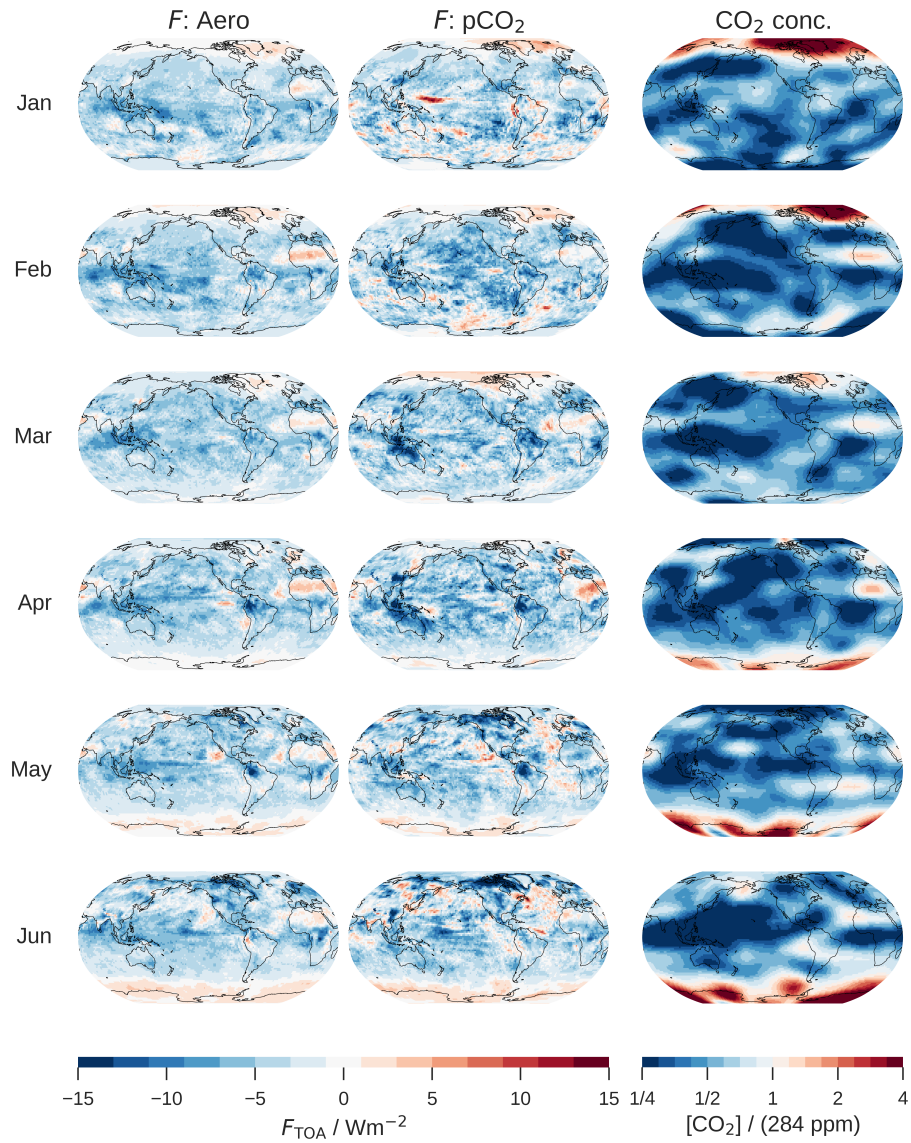 F: Aero F: pCO₂ CO₂ conc.
Jan
Feb
Mar
Apr
May
Jun
−15 −10 −5 0 5 10 15 1/4 1/2 1 2 4
F_TOA / Wm⁻² [CO₂] / (284 ppm)